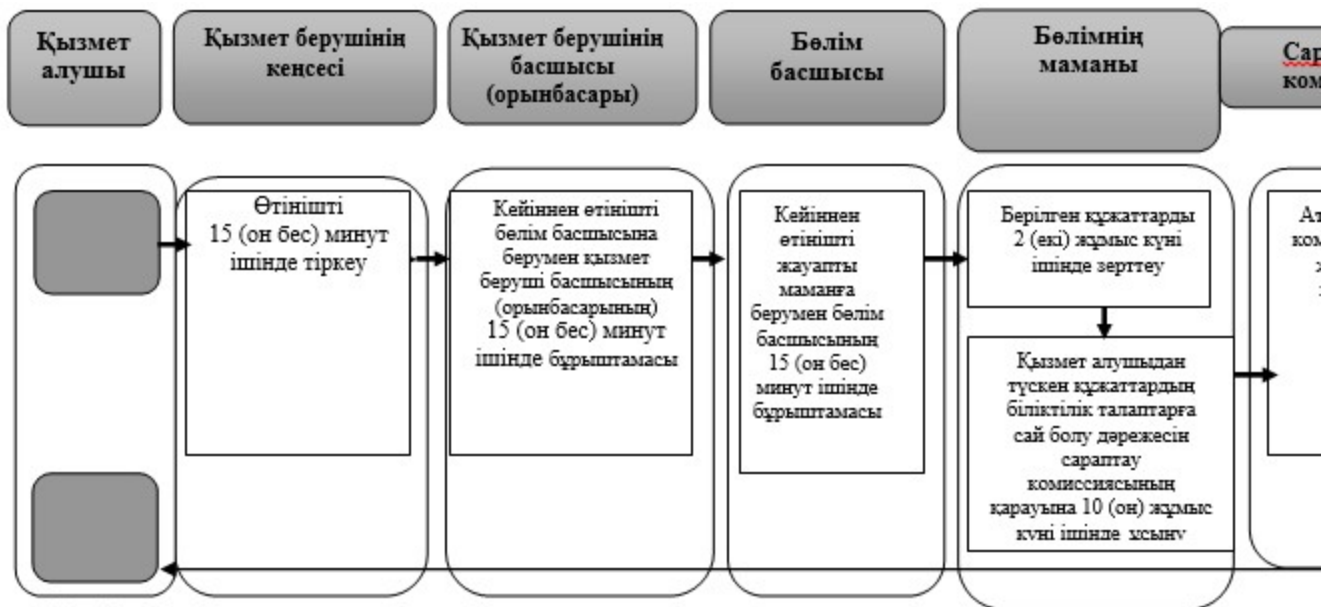 Қызмет
алушы
Қызмет берушінің
кеңсесі
Қызмет берушінің
басшысы
(орынбасары)
Бөлім
басшысы
Бөлімнің
маманы
Өтінішті
15 (он бес) минут
ішінде тіркеу
Кейіннен өтінішті
бөлім басшысына
берумен қызмет
беруші басшысының
(орынбасарының)
15 (он бес) минут
ішінде бұрыштамасы
Кейіннен
өтінішті
жауапты
маманға
берумен бөлім
басшысының
15 (он бес)
минут ішінде
бұрыштамасы
Берілген құжаттарды
2 (екі) жұмыс күні
ішінде зерттеу
Қызмет алушыдан
түскен құжаттардың
біліктілік талаптарға
сай болу дәрежесін
сараптау
комиссиясының
қарауына 10 (он) жұмыс
күні ішінде ұсыну